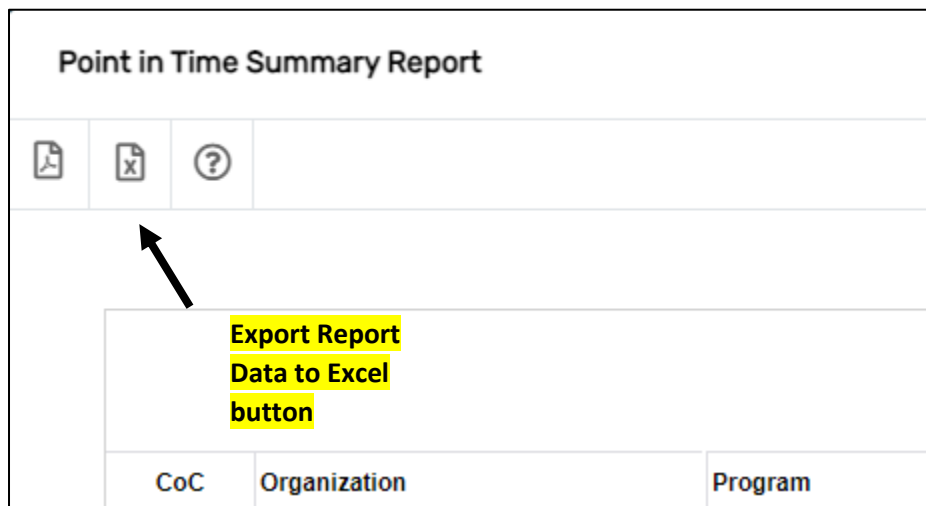 Point in Time Summary Report
Export Report
Data to Excel
button
CoC Organization Program